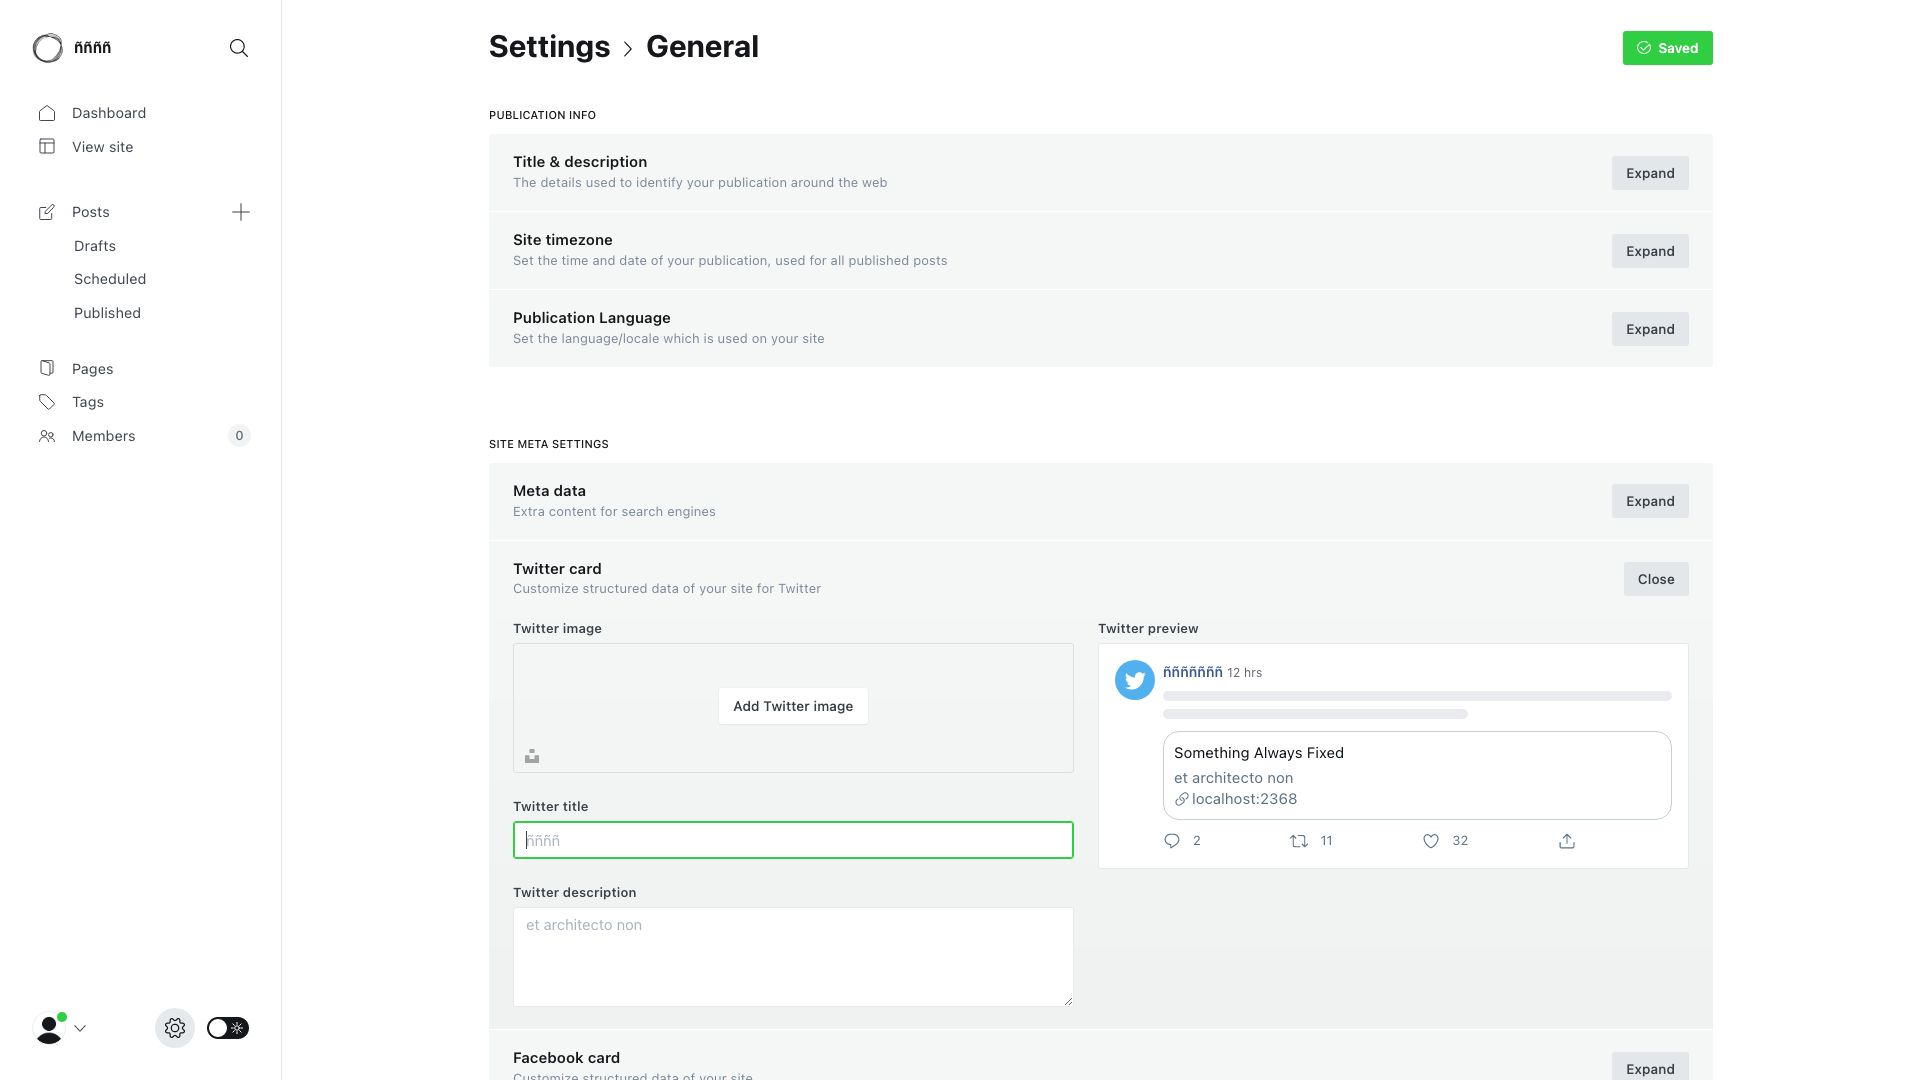 ññññ
Dashboard
View site
Posts
Drafts
Scheduled
Published
Pages
Tags
Members
0
Settings
General
Saved
PUBLICATION INFO
Title & description
The details used to identify your publication around the web
Expand
Site timezone
Set the time and date of your publication, used for all published posts
Expand
Publication Language
Set the language/locale which is used on your site
Expand
SITE META SETTINGS
Meta data
Extra content for search engines
Expand
Twitter card
Customize structured data of your site for Twitter
Close
Twitter image
Add Twitter image
Twitter title
ññññ
Twitter description
et architecto non
Twitter preview
ñññññññ 12 hrs
Something Always Fixed
et architecto non
localhost:2368
2 11 32
Facebook card
Customize structured data of your site
Expand